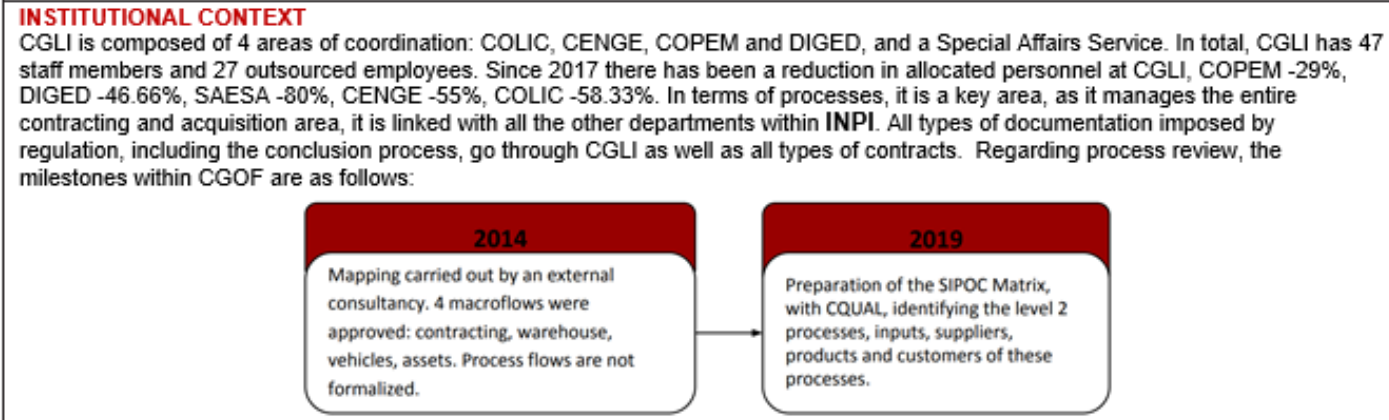 INSTITUTIONAL CONTEXT
CGLI is composed of 4 areas of coordination: COLIC, CENGE, COPEM and DIGED, and a Special Affairs Service. In total, CGLI has 47
staff members and 27 outsourced employees. Since 2017 there has been a reduction in allocated personnel at CGLI, COPEM -29%,
DIGED -46.66%, SAESA -80%, CENGE -55%, COLIC -58.33%. In terms of processes, it is a key area, as it manages the entire
contracting and acquisition area, it is linked with all the other departments within INPI. All types of documentation imposed by
regulation, including the conclusion process, go through CGLI as well as all types of contracts.  Regarding process review, the
milestones within CGOF are as follows:
2014
Mapping carried out by an external
consultancy. 4 macroflows were
approved: contracting, warehouse,
vehicles, assets. Process flows are not
formalized.
2019
Preparation of the SIPOC Matrix,
with CQUAL, identifying the level 2
processes, inputs, suppliers,
products and customers of these
processes.